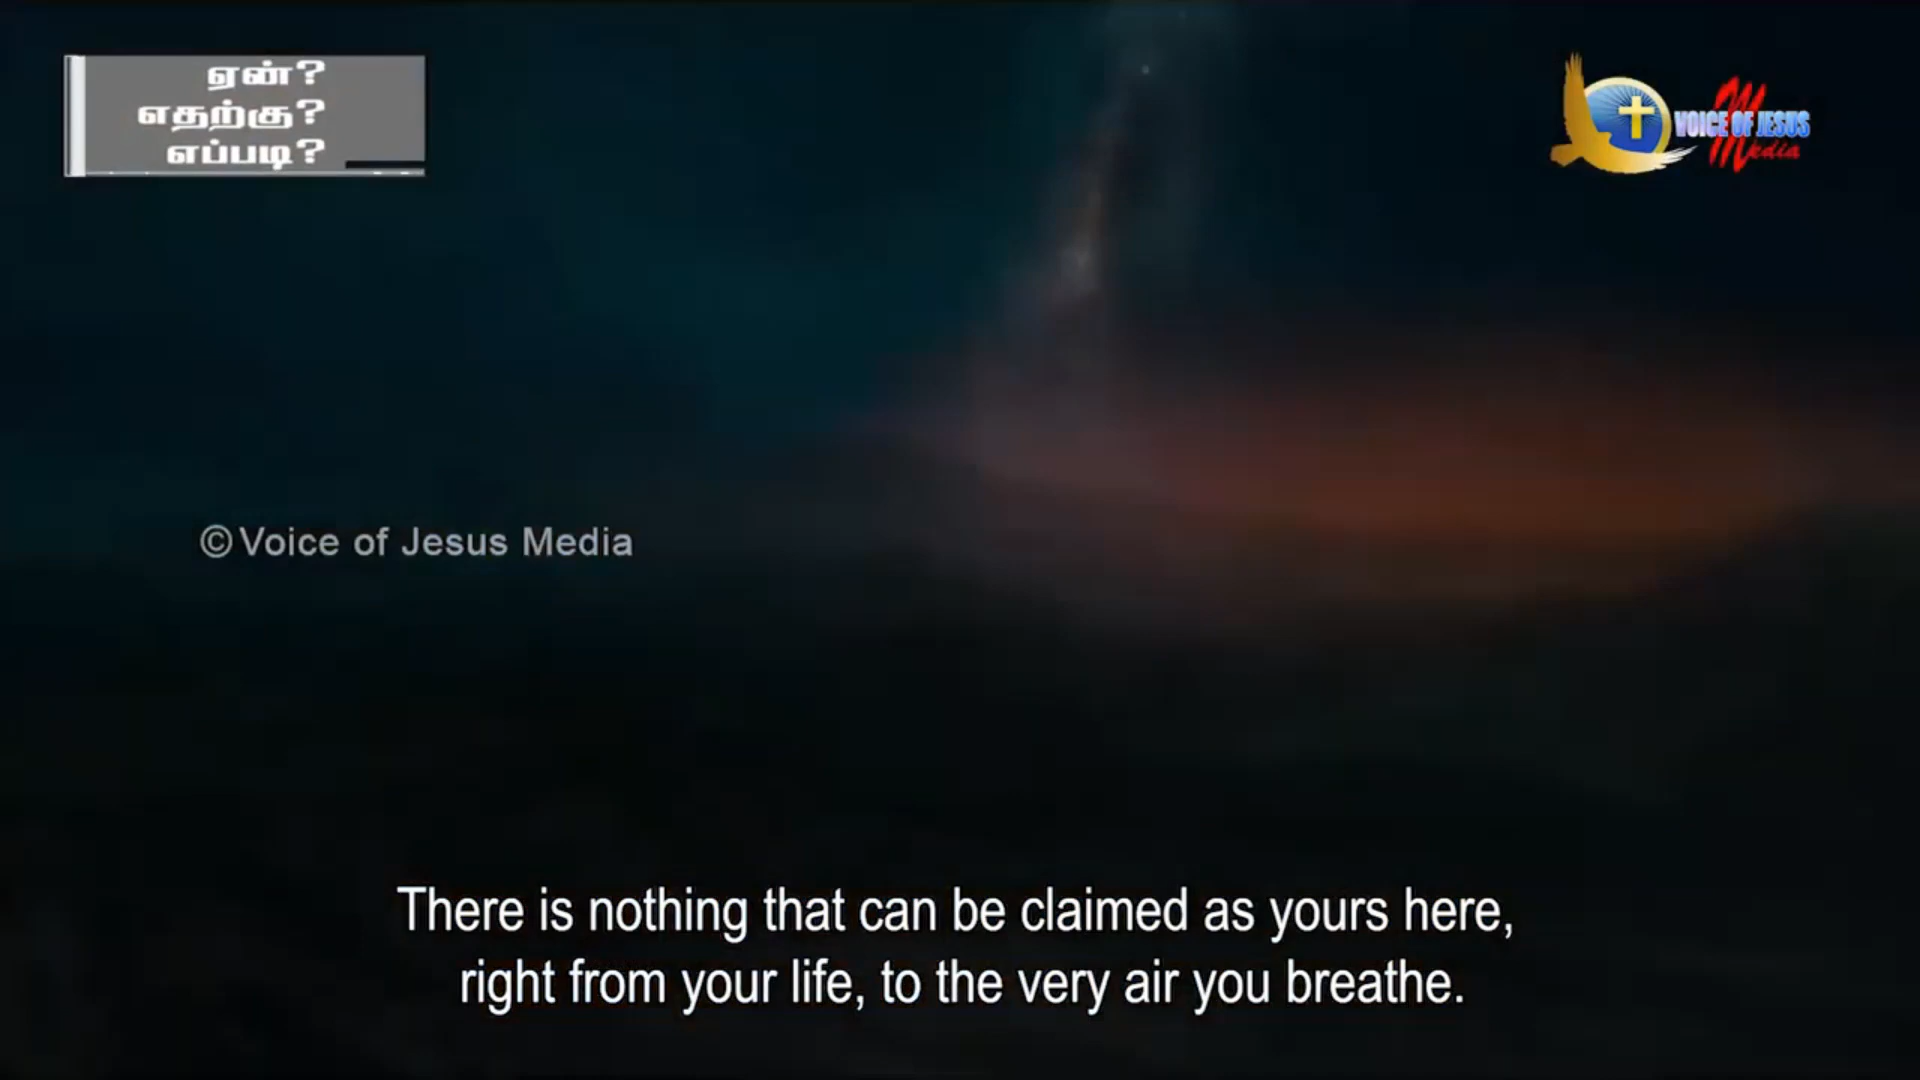 ஏன்?
எதற்கு?
எப்படி?
VOICE OF JESUS
Media
© Voice of Jesus Media
There is nothing that can be claimed as yours here,
right from your life, to the very air you breathe.